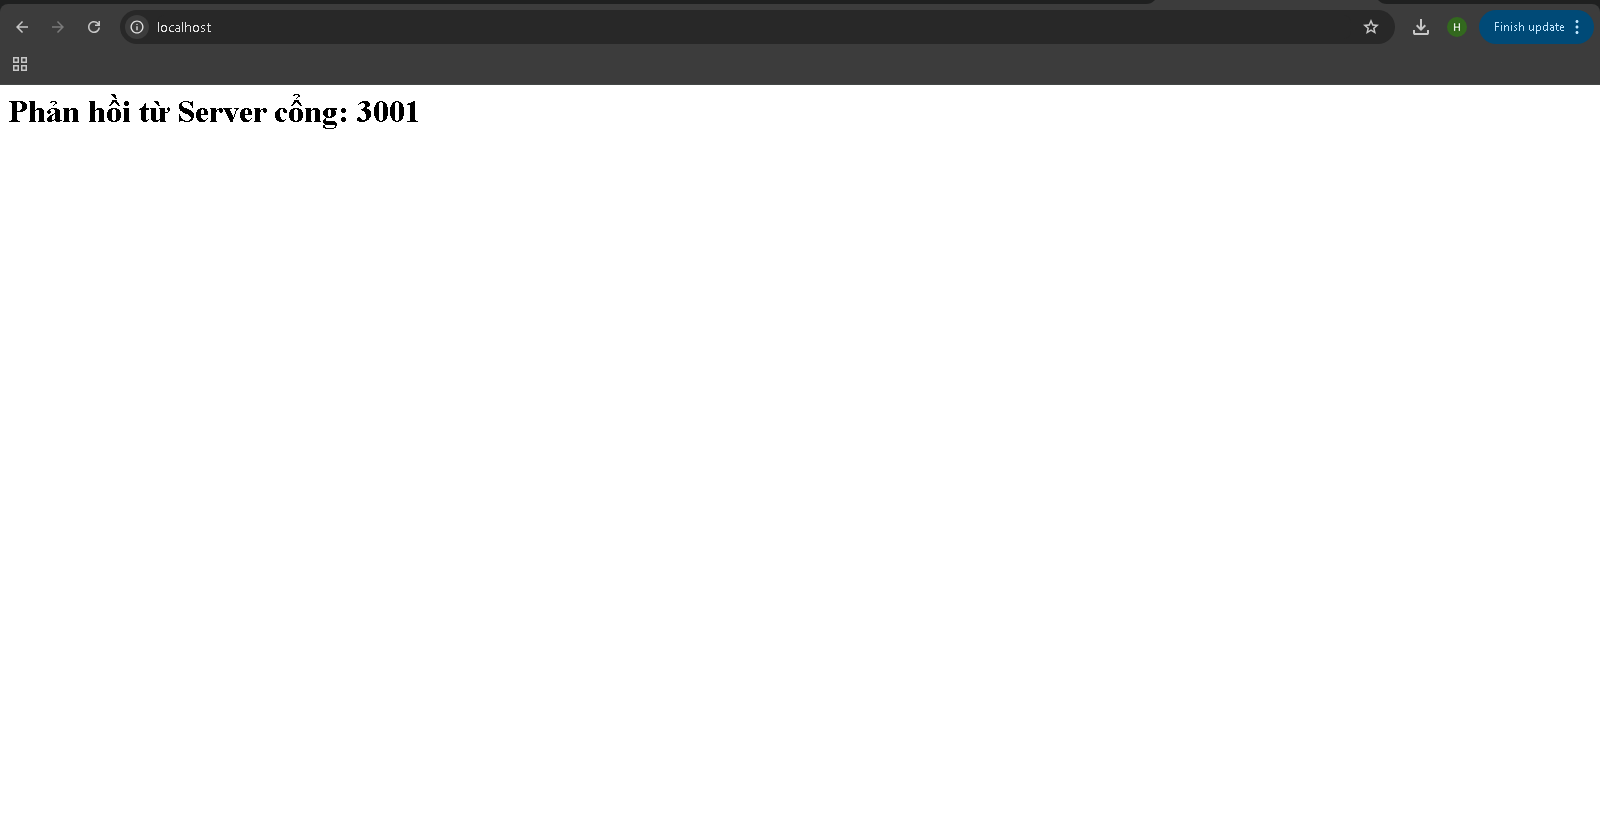 localhost
H
Finish update
Phản hồi từ Server cổng: 3001